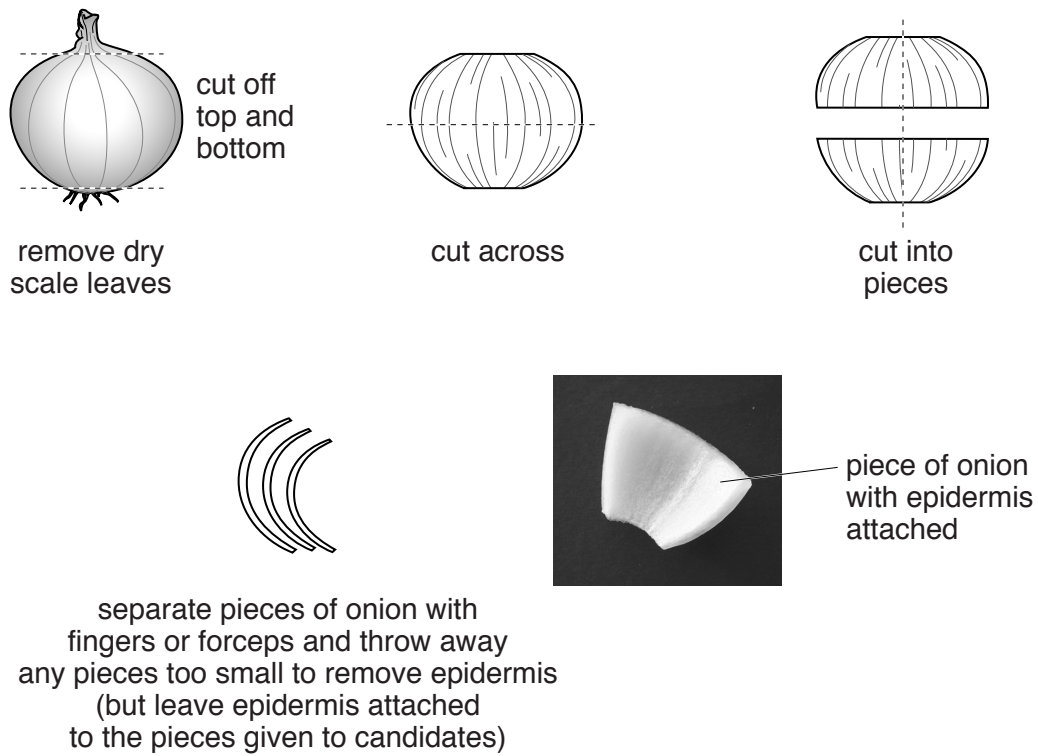 cut off
top and
bottom
remove dry
scale leaves
cut across
cut into
pieces
piece of onion
with epidermis
attached
separate pieces of onion with
fingers or forceps and throw away
any pieces too small to remove epidermis
(but leave epidermis attached
to the pieces given to candidates)